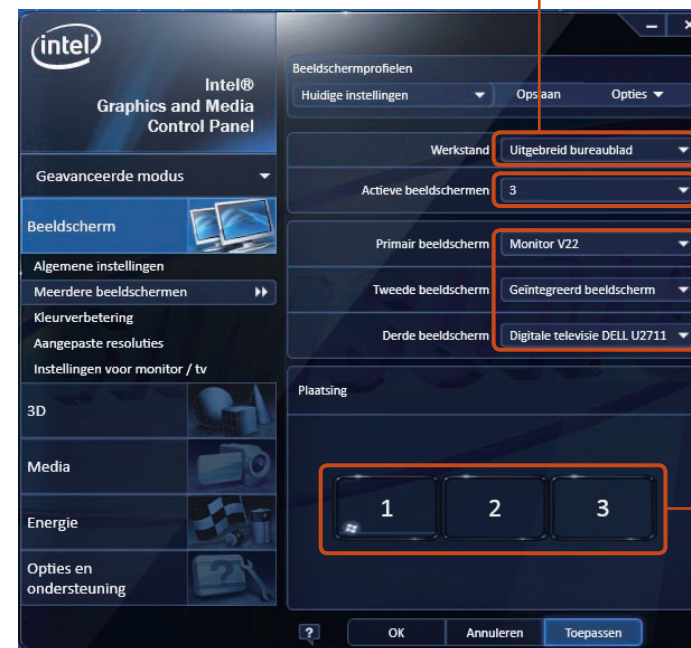 intel
Intel®
Graphics and Media
Control Panel
Geavanceerde modus
Beeldscherm
Algemene instellingen
Meerdere beeldschermen
Kleurverbetering
Aangepaste resoluties
Instellingen voor monitor / tv
3D
Media
Energie
Opties en
ondersteuning
Beeldschermprofielen
Huidige instellingen Opslaan Opties
Werkstand Uitgebreid bureaublad
Actieve beeldschermen 3
Primair beeldscherm Monitor V22
Tweede beeldscherm Geïntegreerd beeldscherm
Derde beeldscherm Digitale televisie DELL U2711
Plaatsing
1 2 3
? OK Annuleren Toepassen